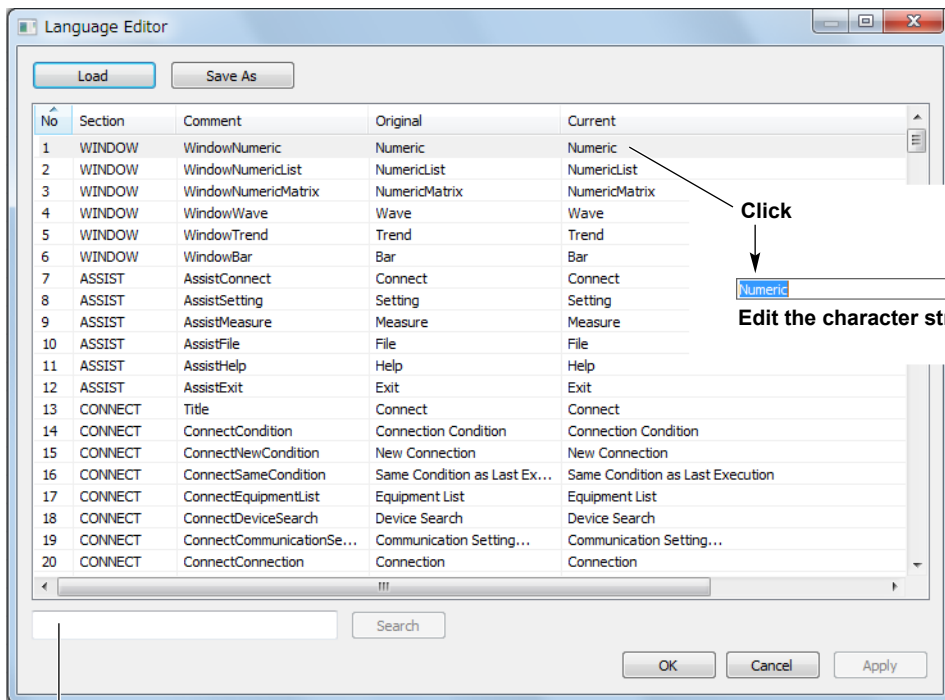 Language Editor
Load Save As
No Section Comment Original Current
1 WINDOW WindowNumeric Numeric Numeric
2 WINDOW WindowNumericList NumericList NumericList
3 WINDOW WindowNumericMatrix NumericMatrix NumericMatrix
4 WINDOW WindowWave Wave Wave
Click
5 WINDOW WindowTrend Trend Trend
6 WINDOW WindowBar Bar Bar
7 ASSIST AssistConnect Connect Connect
Numeric
8 ASSIST AssistSetting Setting Setting
9 ASSIST AssistMeasure Measure Measure
Edit the character str
10 ASSIST AssistFile File File
11 ASSIST AssistHelp Help Help
12 ASSIST AssistExit Exit Exit
13 CONNECT Title Connect Connect
14 CONNECT ConnectCondition Connection Condition Connection Condition
15 CONNECT ConnectNewCondition New Connection New Connection
16 CONNECT ConnectSameCondition Same Condition as Last Ex... Same Condition as Last Execution
17 CONNECT ConnectEquipmentList Equipment List Equipment List
18 CONNECT ConnectDeviceSearch Device Search Device Search
19 CONNECT ConnectCommunicationSe... Communication Setting... Communication Setting...
20 CONNECT ConnectConnection Connection Connection
Search
OK Cancel Apply